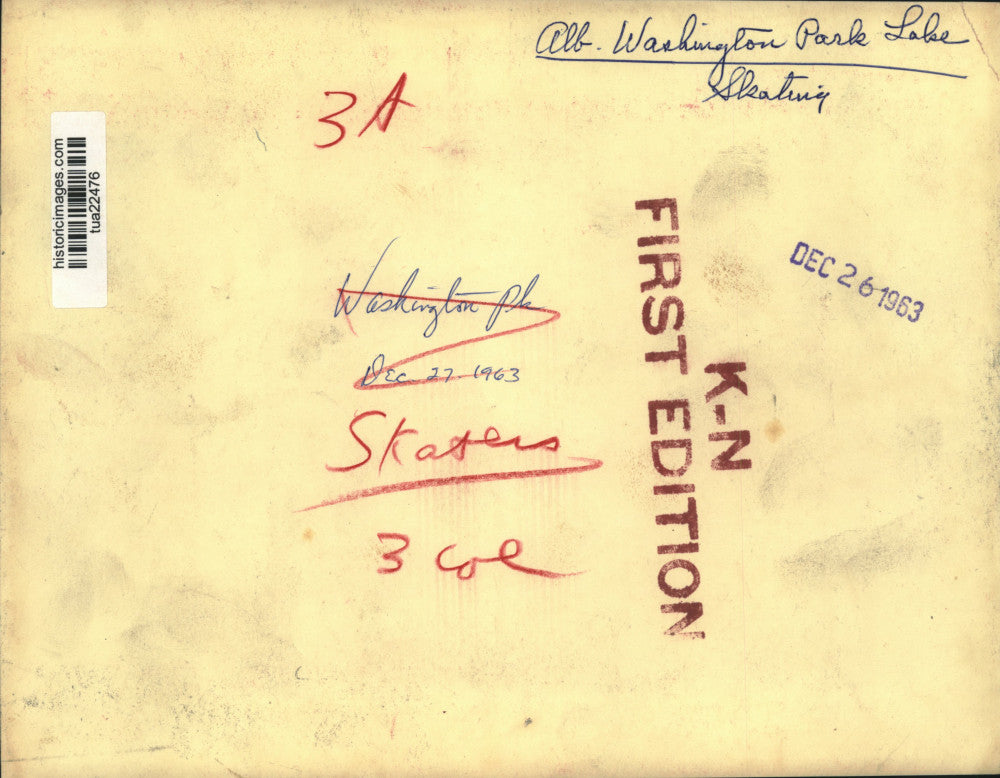 Alb. Washington Park Lake
Skating
3A
historicimages.com
tua22476
DEC 26 1963
FIRST EDITION
K-N
Washington Pk
Dec 27 1963
Skaters
3 Col